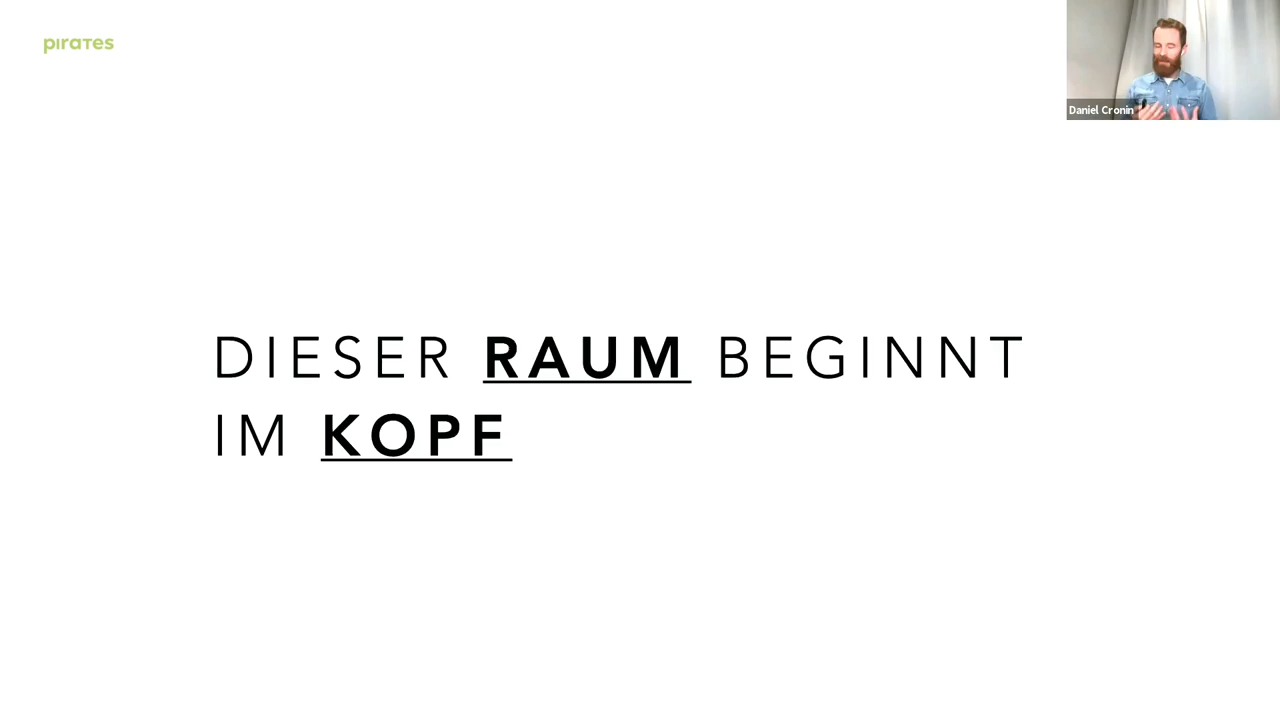 pirates
Daniel Cronin
DIESER RAUM BEGINNT
IM KOPF